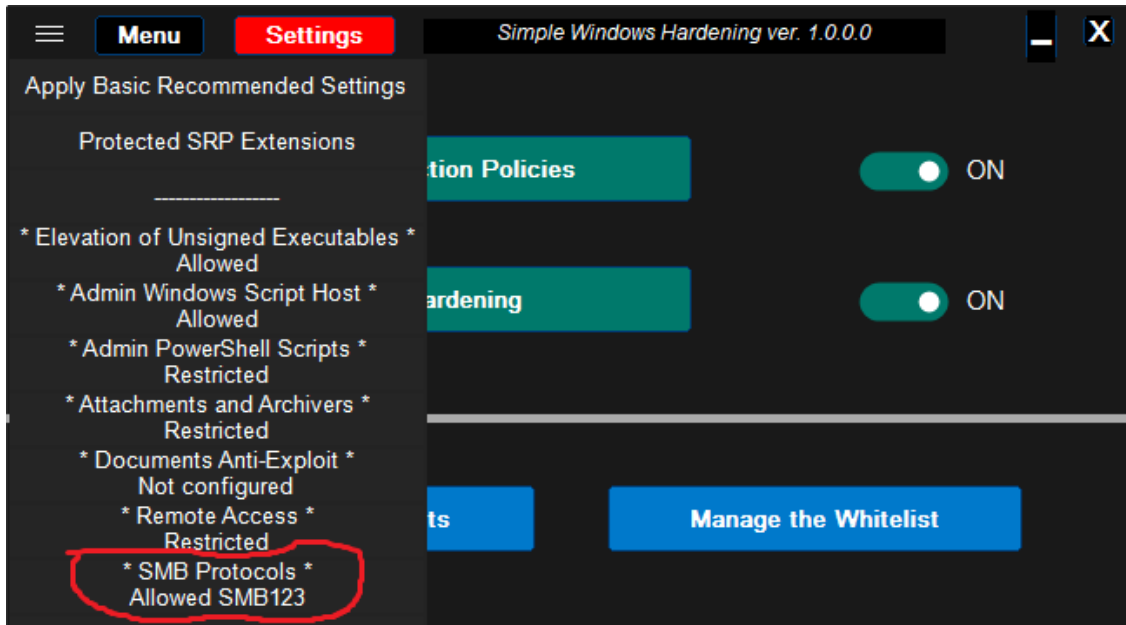 Menu
Settings
Simple Windows Hardening ver. 1.0.0.0
X
Apply Basic Recommended Settings
Protected SRP Extensions
------------------
* Elevation of Unsigned Executables *
Allowed
* Admin Windows Script Host *
Allowed
* Admin PowerShell Scripts *
Restricted
* Attachments and Archivers *
Restricted
* Documents Anti-Exploit *
Not configured
* Remote Access *
Restricted
* SMB Protocols *
Allowed SMB123
tion Policies
ON
ardening
ON
ts
Manage the Whitelist